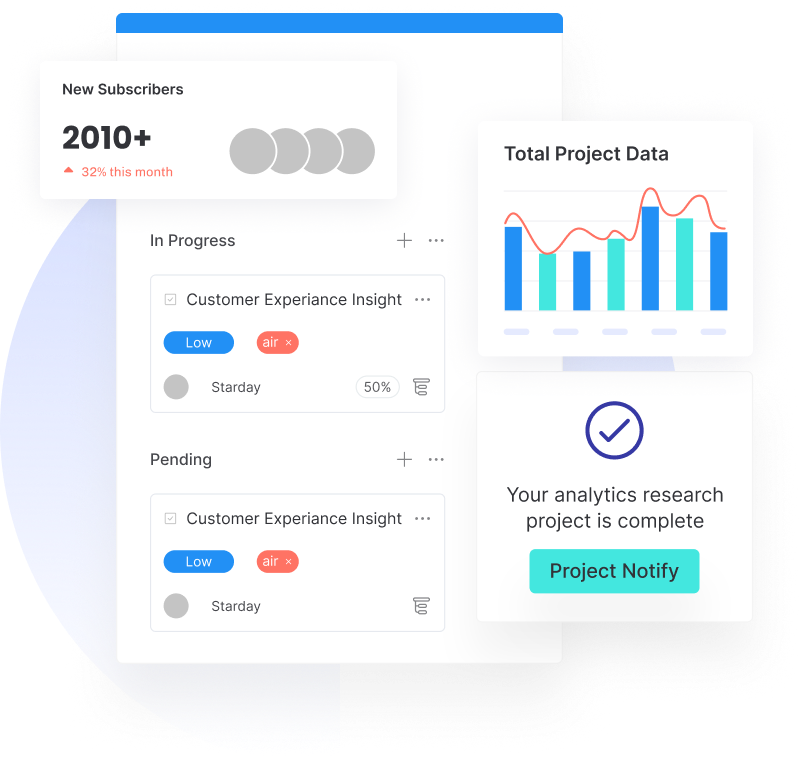 New Subscribers
2010+
32% this month
Total Project Data
In Progress
Customer Experiance Insight
Low
air ×
Starday
50%
Pending
Customer Experiance Insight
Low
air ×
Starday
Your analytics research
project is complete
Project Notify